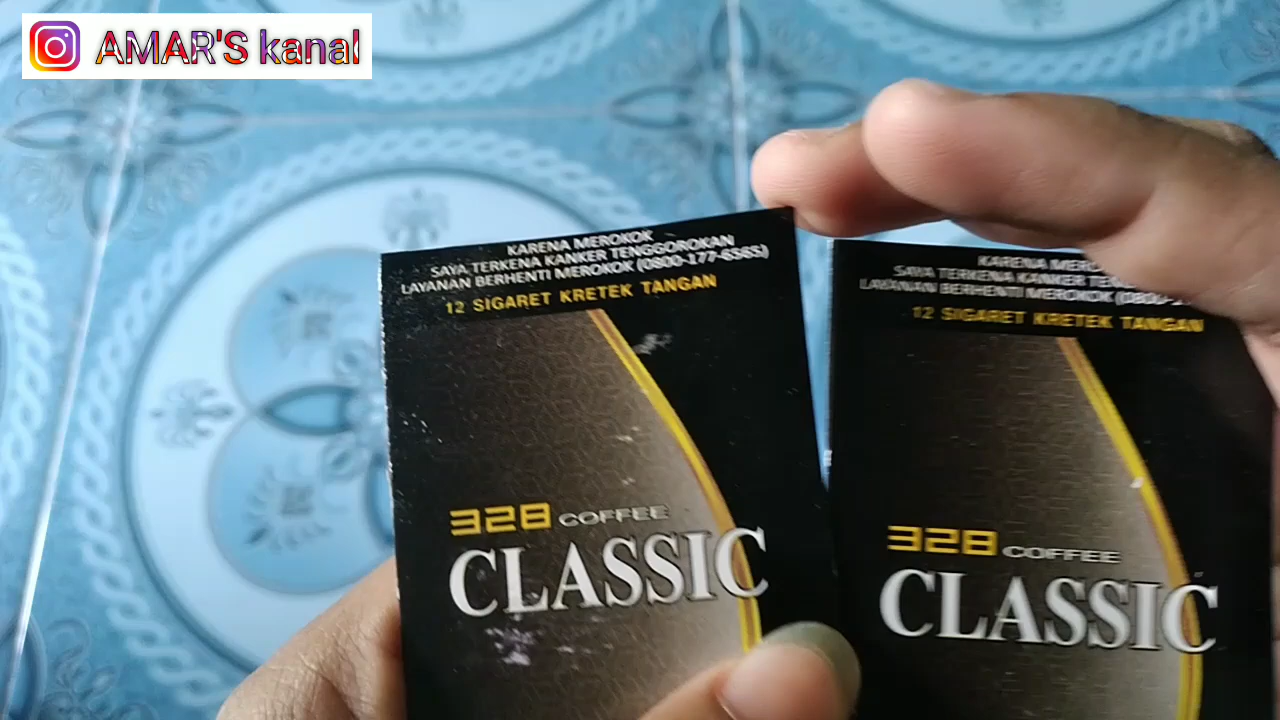 AMAR'S kanal
KARENA MEROKOK
SAYA TERKENA KANKER TENGGOROKAN
LAYANAN BERHENTI MEROKOK (0800-177-6565)
12 SIGARET KRETEK TANGAN
328 COFFEE
CLASSIC
KARENA MEROK
SAYA TERKENA KANKER
LAYANAN BERHENTI MEROKOK
12 SIGARET KRETEK TANGAN
328 COFFEE
CLASSIC